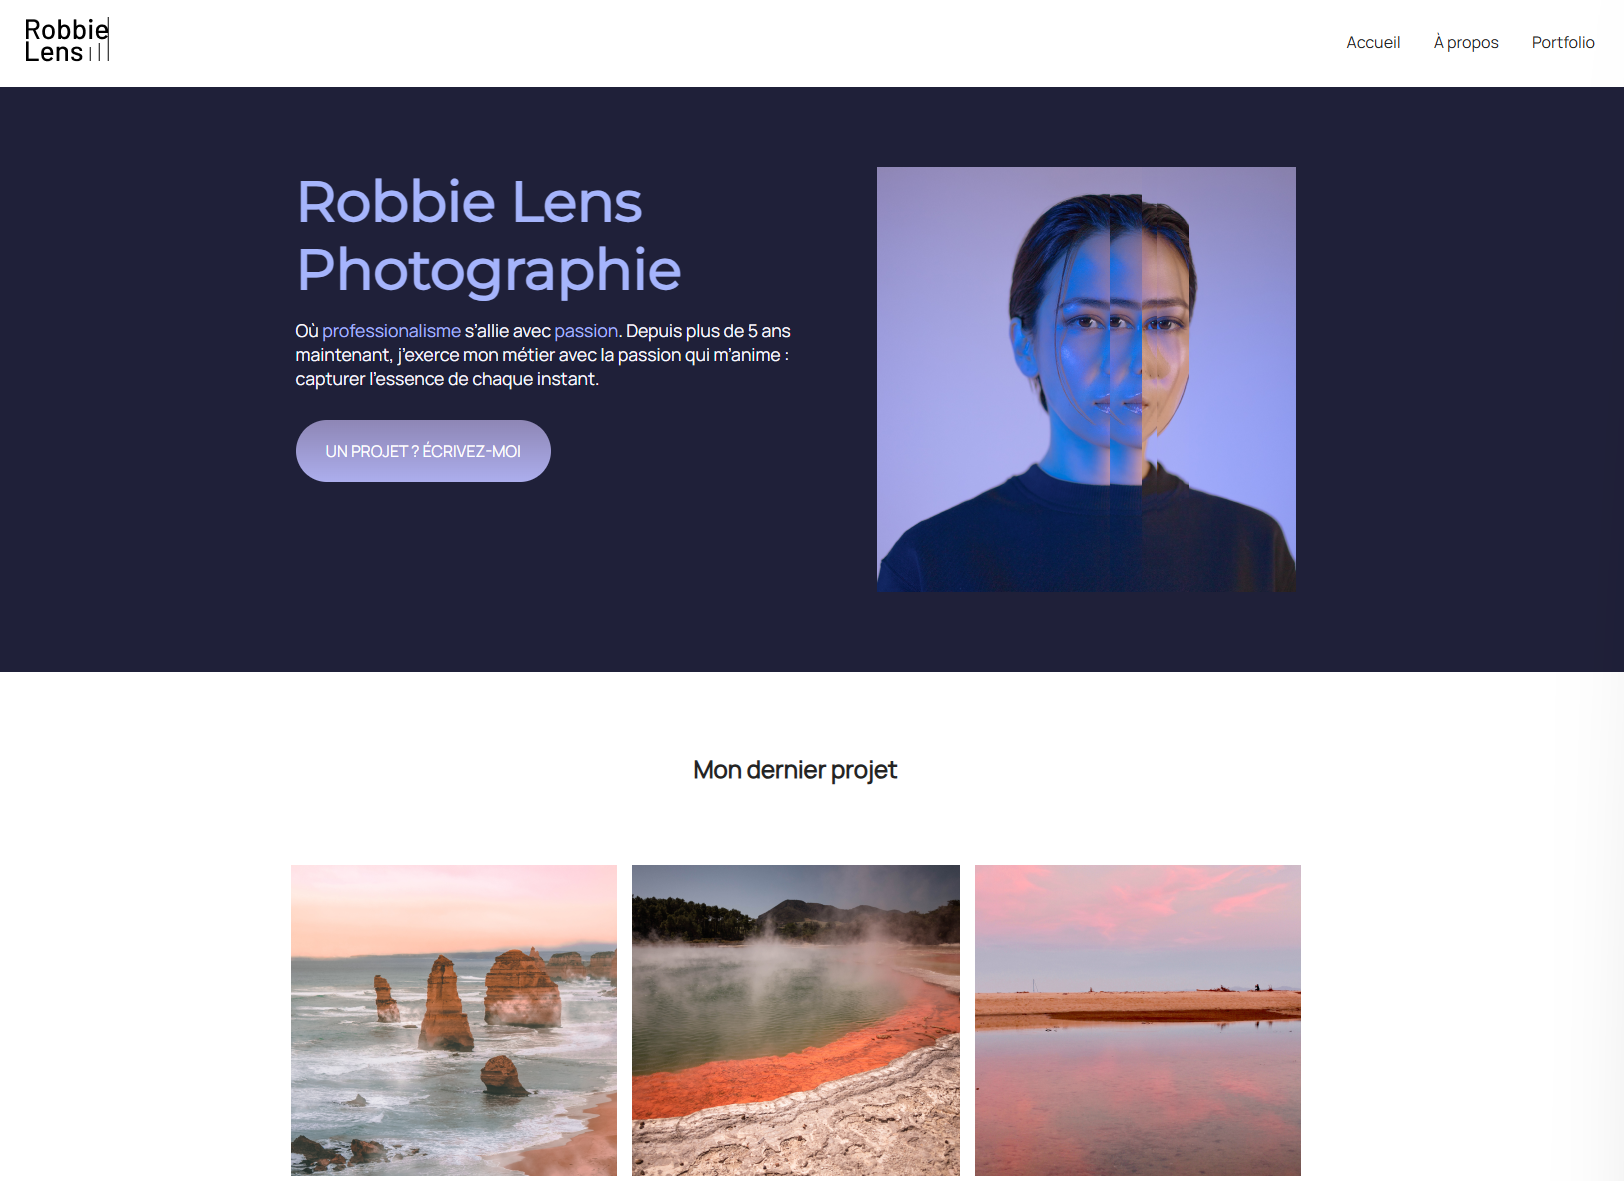 Robbie
Lens
Accueil
À propos
Portfolio
Robbie Lens
Photographie
Où professionalisme s’allie avec passion. Depuis plus de 5 ans
maintenant, j’exerce mon métier avec la passion qui m’anime :
capturer l’essence de chaque instant.
UN PROJET ? ÉCRIVEZ-MOI
Mon dernier projet